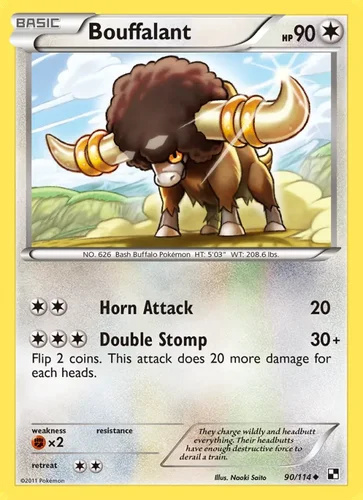 BASIC
Bouffalant
HP 90
NO. 626 Bash Buffalo Pokémon HT: 5'03" WT: 208.6 lbs.
Horn Attack 20
Double Stomp 30+
Flip 2 coins. This attack does 20 more damage for
each heads.
weakness resistance
×2
retreat
They charge wildly and headbutt
everything. Their headbutts
have enough destructive force to
derail a train.
©2011 Pokémon
Illus. Naoki Saito
90/114